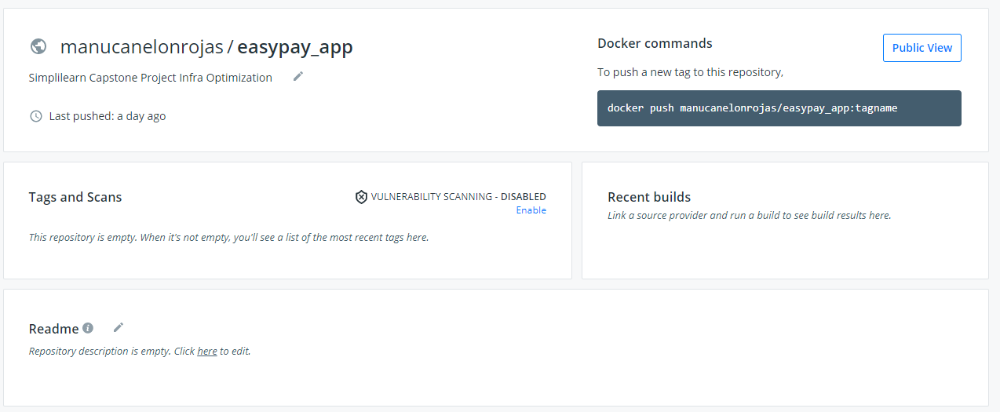 manucanelonrojas / easypay_app
Simplilearn Capstone Project Infra Optimization
Last pushed: a day ago
Docker commands
Public View
To push a new tag to this repository,
docker push manucanelonrojas/easypay_app:tagname
Tags and Scans
VULNERABILITY SCANNING - DISABLED
Enable
This repository is empty. When it's not empty, you'll see a list of the most recent tags here.
Recent builds
Link a source provider and run a build to see build results here.
Readme
Repository description is empty. Click here to edit.